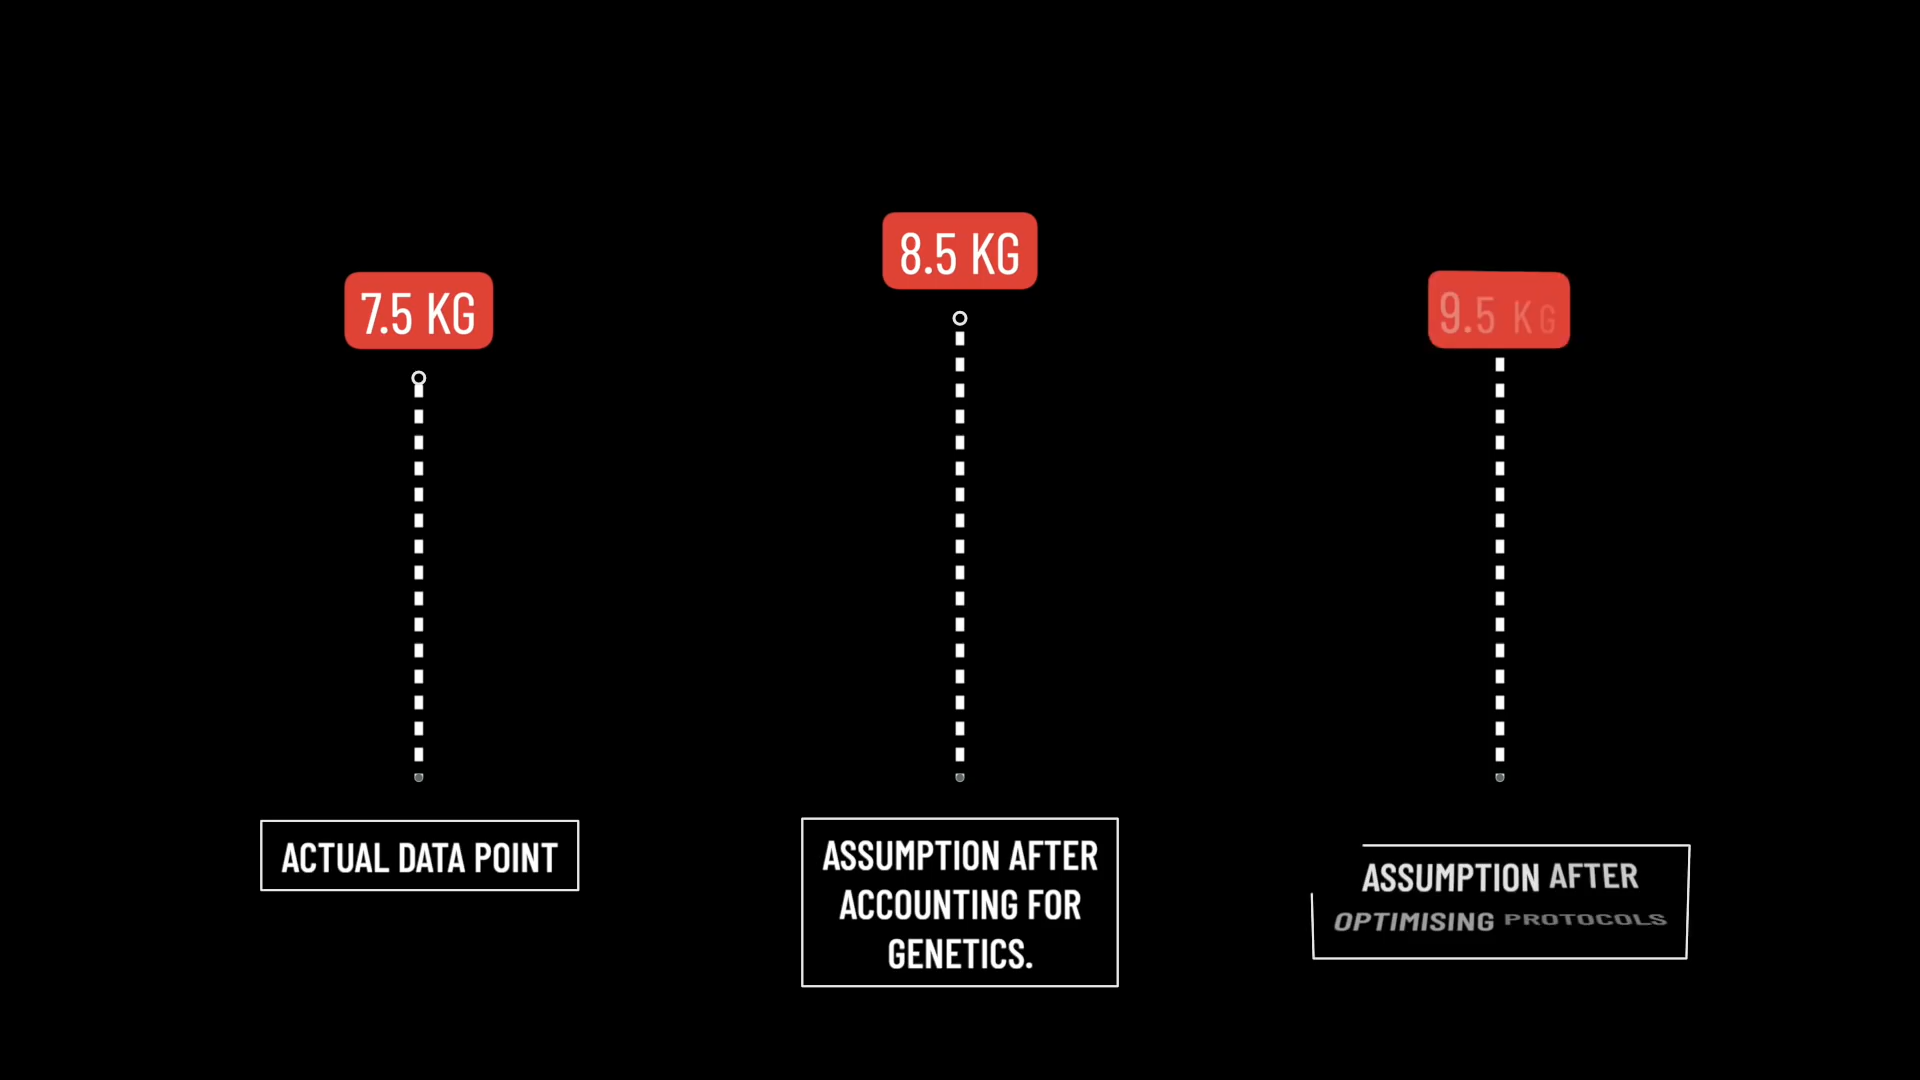 7.5 KG
8.5 KG
9.5 KG
ACTUAL DATA POINT
ASSUMPTION AFTER
ACCOUNTING FOR
GENETICS.
ASSUMPTION AFTER
OPTIMISING PROTOCOLS